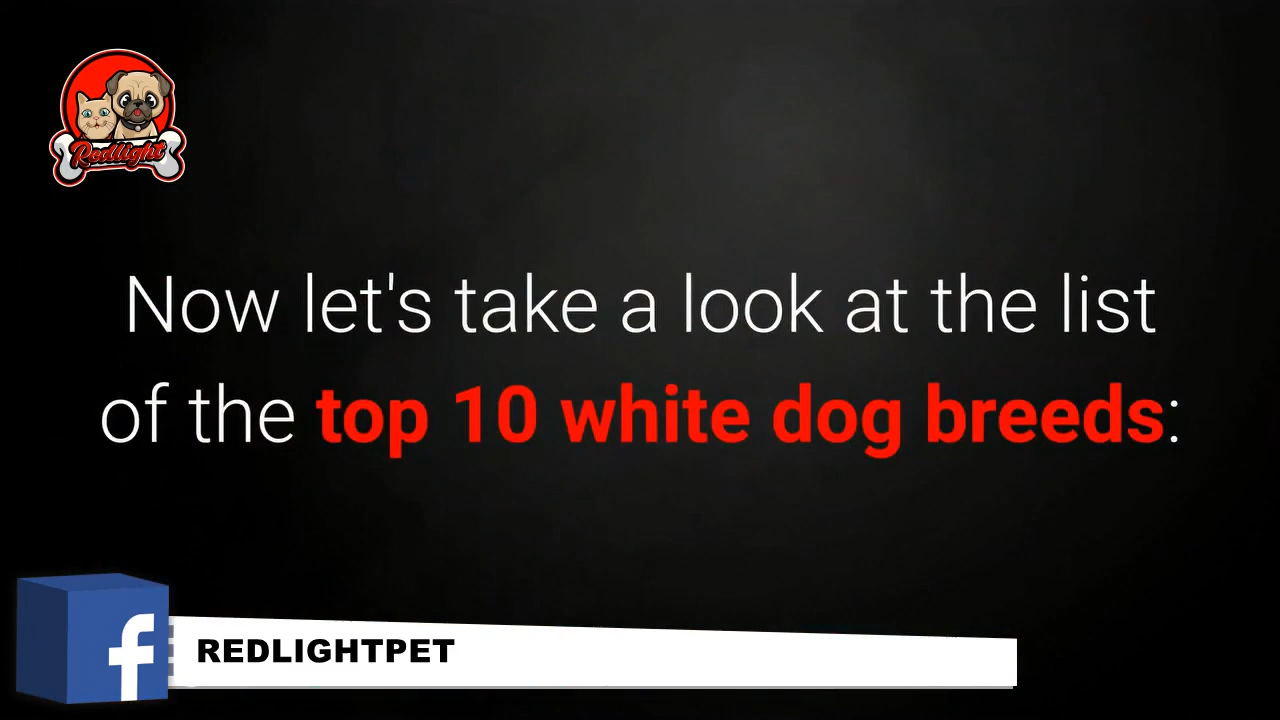 Redlight
Now let's take a look at the list
of the top 10 white dog breeds:
REDLIGHTPET